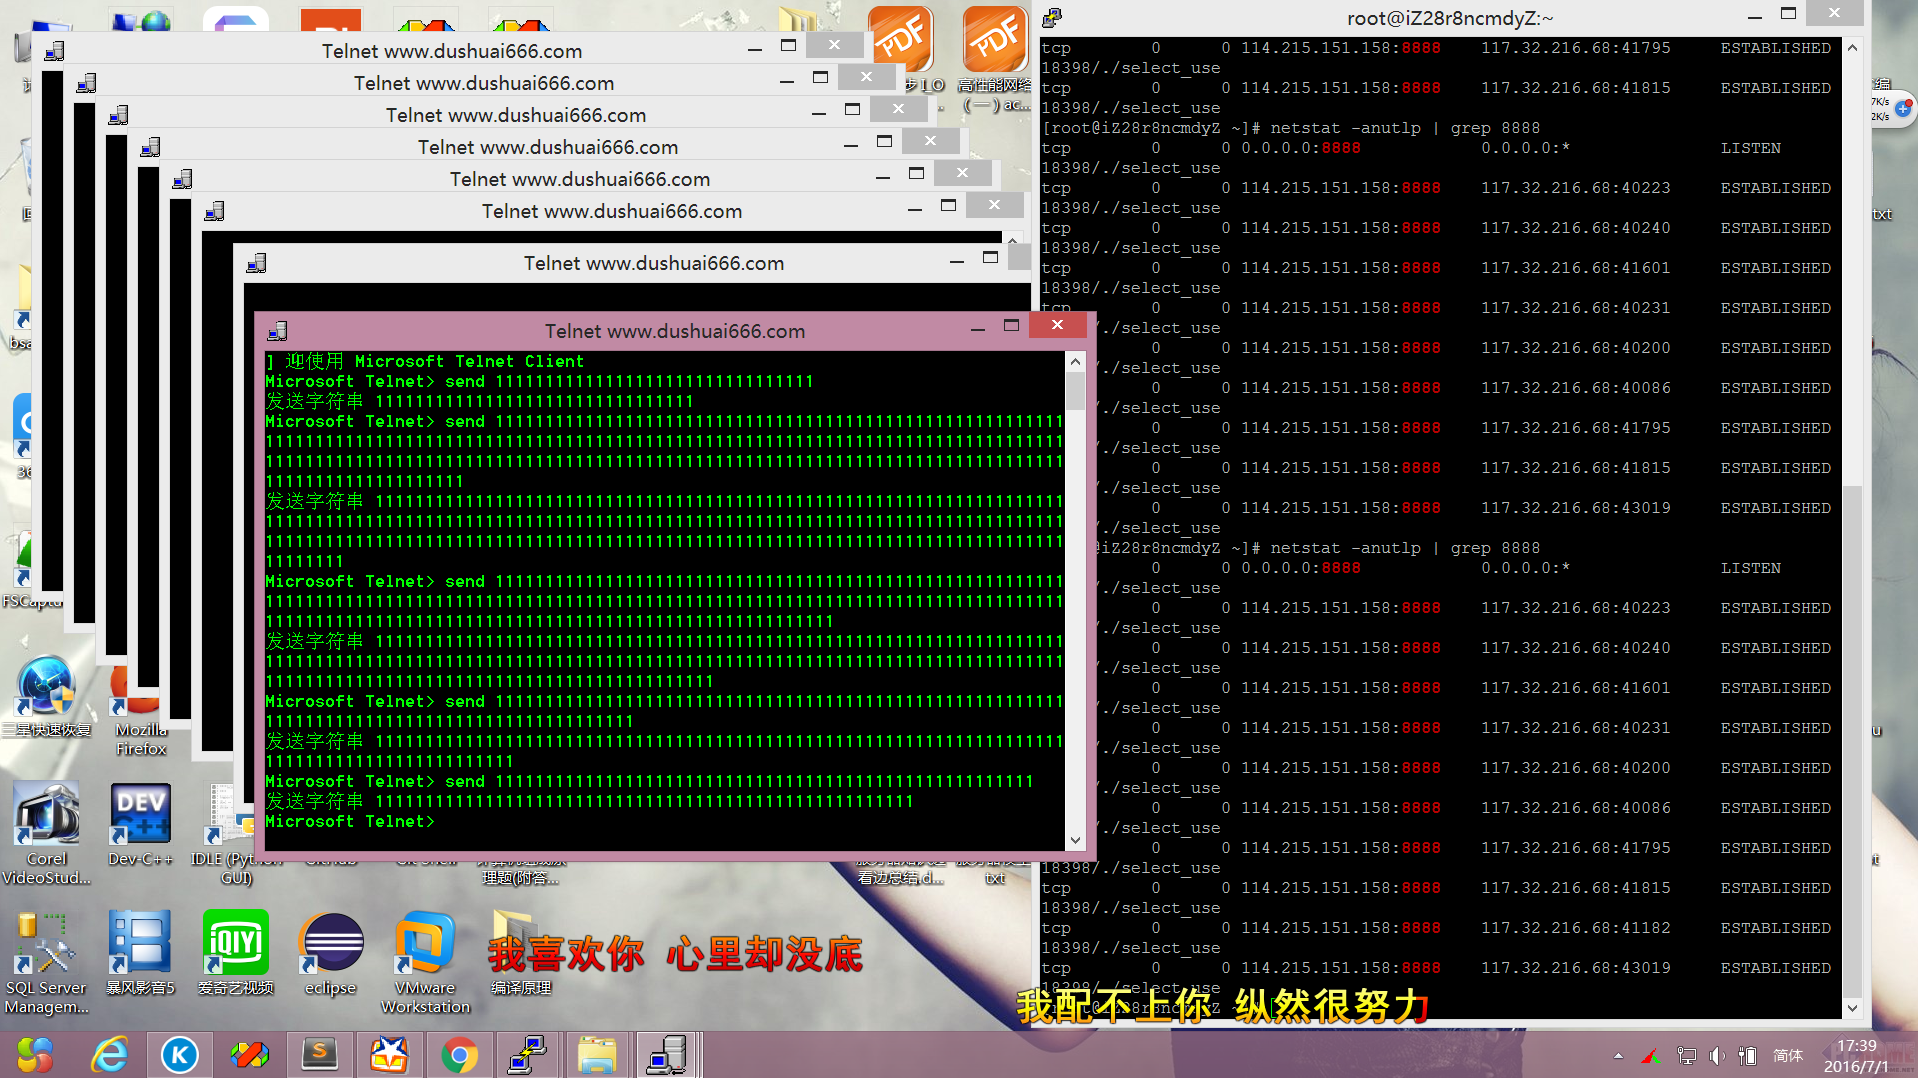 Telnet www.dushuai666.com
Telnet www.dushuai666.com
Telnet www.dushuai666.com
Telnet www.dushuai666.com
Telnet www.dushuai666.com
Telnet www.dushuai666.com
Telnet www.dushuai666.com
Telnet www.dushuai666.com
] 迎使用 Microsoft Telnet Client
Microsoft Telnet> send 11111111111111111111111111111111
发送字符串 11111111111111111111111111111111
Microsoft Telnet> send
发送字符串
Microsoft Telnet> send
发送字符串
Microsoft Telnet> send
发送字符串
Microsoft Telnet> send 111111111111111111111111111111111111111111111111111111
发送字符串 111111111111111111111111111111111111111111111111111111
Microsoft Telnet>
root@iZ28r8ncmdyZ:~
tcp 0 0 114.215.151.158:8888 117.32.216.68:41795 ESTABLISHED
18398/./select_use
tcp 0 0 114.215.151.158:8888 117.32.216.68:41815 ESTABLISHED
18398/./select_use
[root@iZ28r8ncmdyZ ~]# netstat -anutlp | grep 8888
tcp 0 0 0.0.0.0:8888 0.0.0.0:* LISTEN
18398/./select_use
tcp 0 0 114.215.151.158:8888 117.32.216.68:40223 ESTABLISHED
18398/./select_use
tcp 0 0 114.215.151.158:8888 117.32.216.68:40240 ESTABLISHED
18398/./select_use
tcp 0 0 114.215.151.158:8888 117.32.216.68:41601 ESTABLISHED
18398/./select_use
tcp 0 0 114.215.151.158:8888 117.32.216.68:40231 ESTABLISHED
/./select_use
0 0 114.215.151.158:8888 117.32.216.68:40200 ESTABLISHED
/./select_use
0 0 114.215.151.158:8888 117.32.216.68:40086 ESTABLISHED
/./select_use
0 0 114.215.151.158:8888 117.32.216.68:41795 ESTABLISHED
/./select_use
0 0 114.215.151.158:8888 117.32.216.68:41815 ESTABLISHED
/./select_use
0 0 114.215.151.158:8888 117.32.216.68:43019 ESTABLISHED
/./select_use
@iZ28r8ncmdyZ ~]# netstat -anutlp | grep 8888
0 0 0.0.0.0:8888 0.0.0.0:* LISTEN
/./select_use
0 0 114.215.151.158:8888 117.32.216.68:40223 ESTABLISHED
/./select_use
0 0 114.215.151.158:8888 117.32.216.68:40240 ESTABLISHED
/./select_use
0 0 114.215.151.158:8888 117.32.216.68:41601 ESTABLISHED
/./select_use
0 0 114.215.151.158:8888 117.32.216.68:40231 ESTABLISHED
/./select_use
0 0 114.215.151.158:8888 117.32.216.68:40200 ESTABLISHED
/./select_use
0 0 114.215.151.158:8888 117.32.216.68:40086 ESTABLISHED
/./select_use
0 0 114.215.151.158:8888 117.32.216.68:41795 ESTABLISHED
18398/./select_use
tcp 0 0 114.215.151.158:8888 117.32.216.68:41815 ESTABLISHED
18398/./select_use
tcp 0 0 114.215.151.158:8888 117.32.216.68:41182 ESTABLISHED
18398/./select_use
tcp 0 0 114.215.151.158:8888 117.32.216.68:43019 ESTABLISHED
18398/./select_use
PDF
PDF
高性能网络
(一) ac...
三星快速恢复
Mozilla
Firefox
DEV
C++
Corel
VideoStud...
Dev-C++
IDLE (Python
GUI)
理题(附答...
看边总结.d...
txt
iQIYI
SQL Server
Managem...
暴风影音5
爱奇艺视频
eclipse
VMware
Workstation
编译原理
我喜欢你 心里却没底
我配不上你 纵然很努力
简体
17:39
2016/7/1